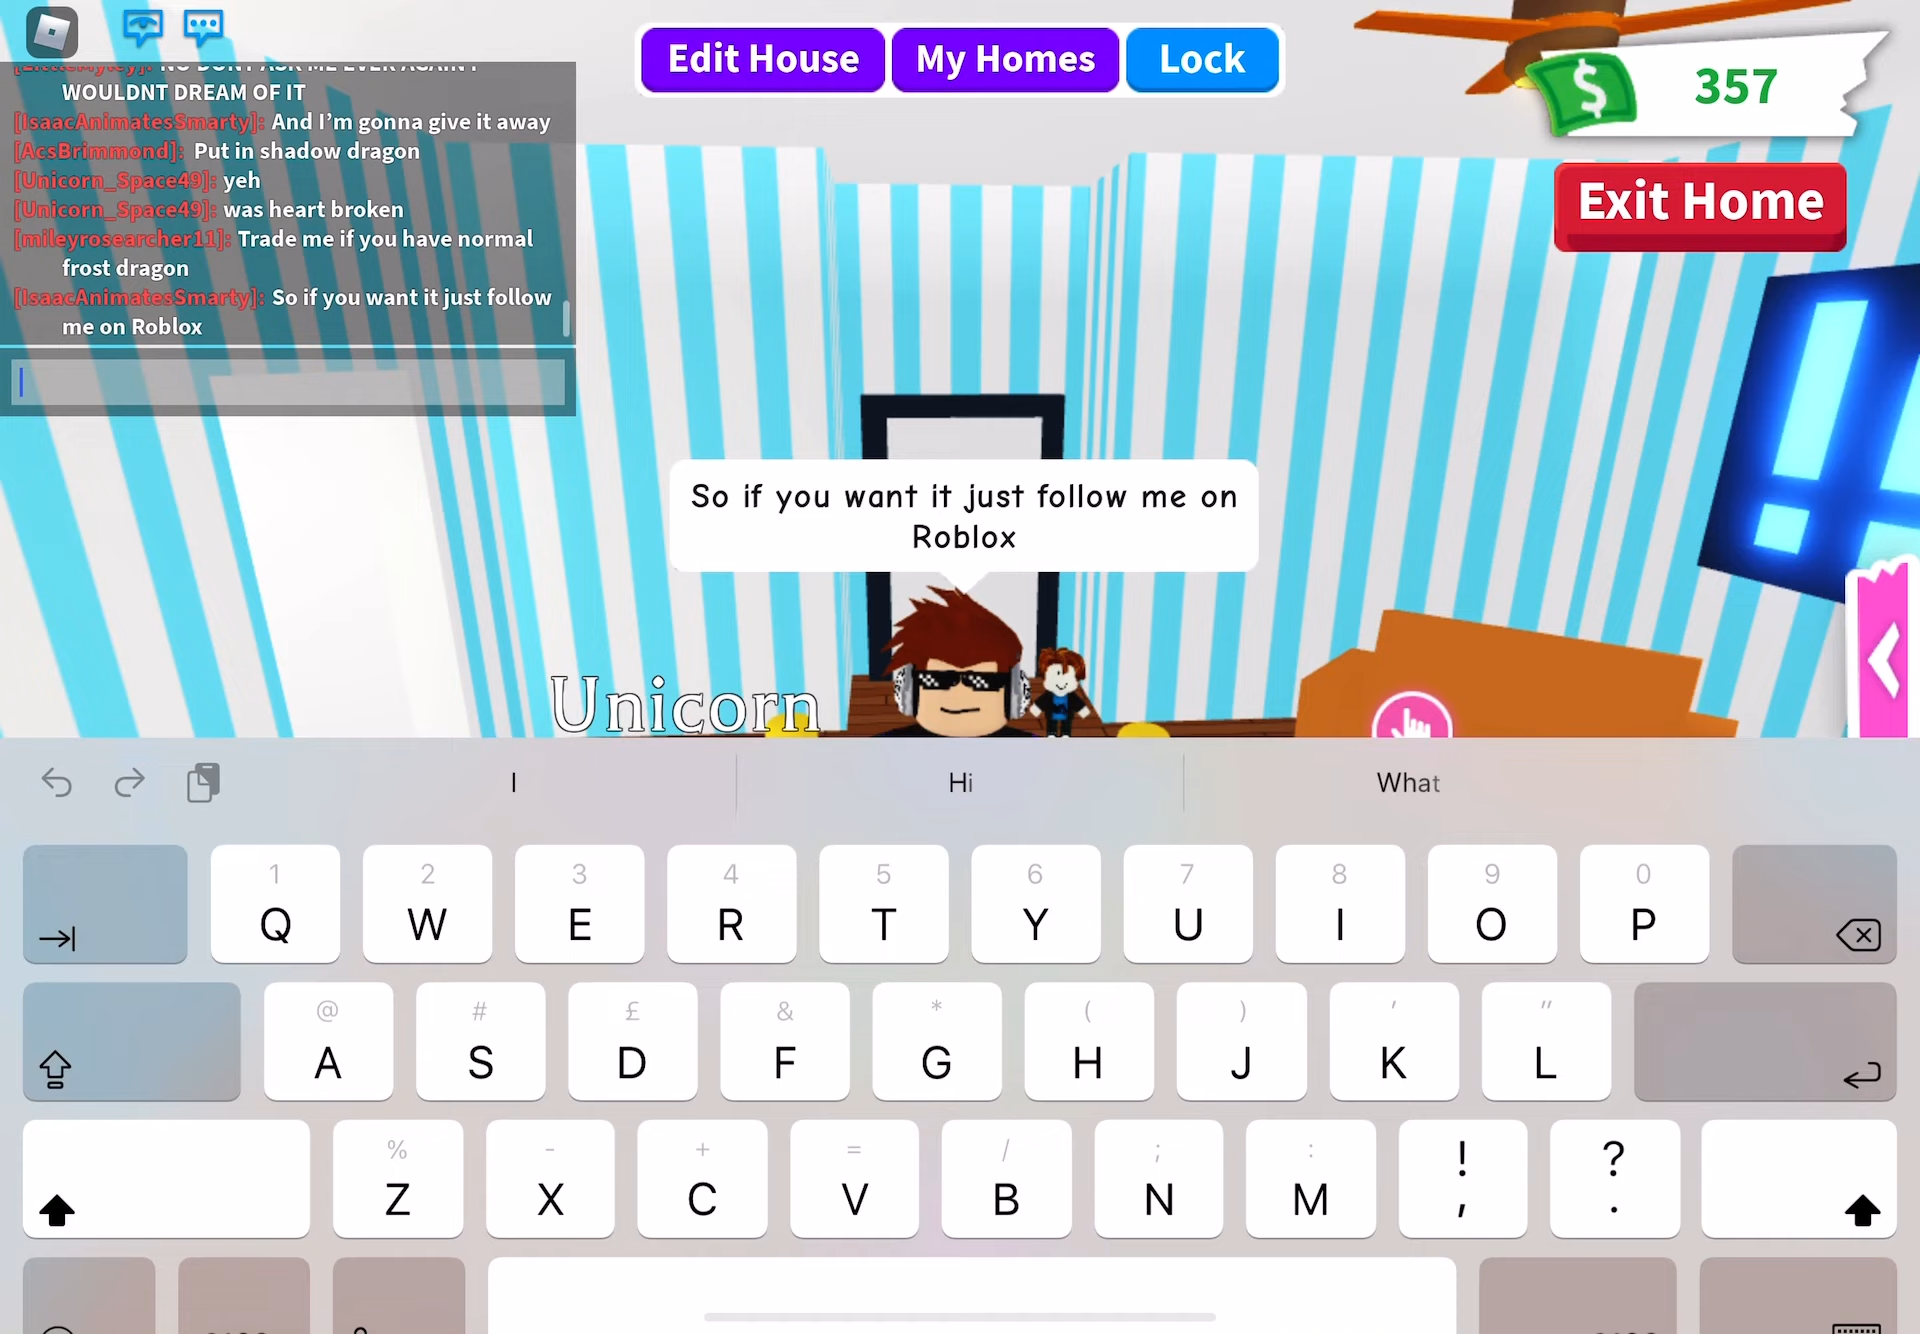 Edit House
My Homes
Lock
357
Exit Home
WOULDNT DREAM OF IT
[IsaacAnimatesSmarty]: And I'm gonna give it away
[AcsBrimmond]: Put in shadow dragon
[Unicorn_Space49]: yeh
[Unicorn_Space49]: was heart broken
[mileyrosearcher11]: Trade me if you have normal
frost dragon
[IsaacAnimatesSmarty]: So if you want it just follow
me on Roblox
So if you want it just follow me on
Roblox
Unicorn
I
Hi
What
1 2 3 4 5 6 7 8 9 0
Q W E R T Y U I O P
@ # £ & * ( ) ' "
A S D F G H J K L
% - + = / ; : ! ?
Z X C V B N M , .